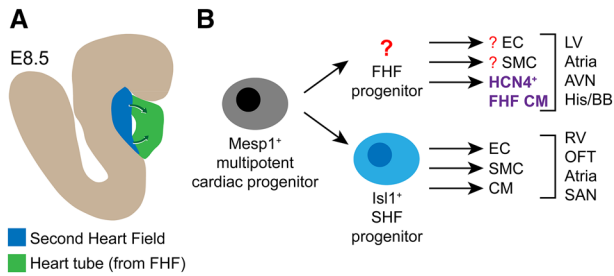 A
E8.5
Second Heart Field
Heart tube (from FHF)
B
Mesp1⁺
multipotent
cardiac progenitor
?
FHF
progenitor
? EC
? SMC
HCN4⁺
FHF CM
LV
Atria
AVN
His/BB
Isl1⁺
SHF
progenitor
EC
SMC
CM
RV
OFT
Atria
SAN